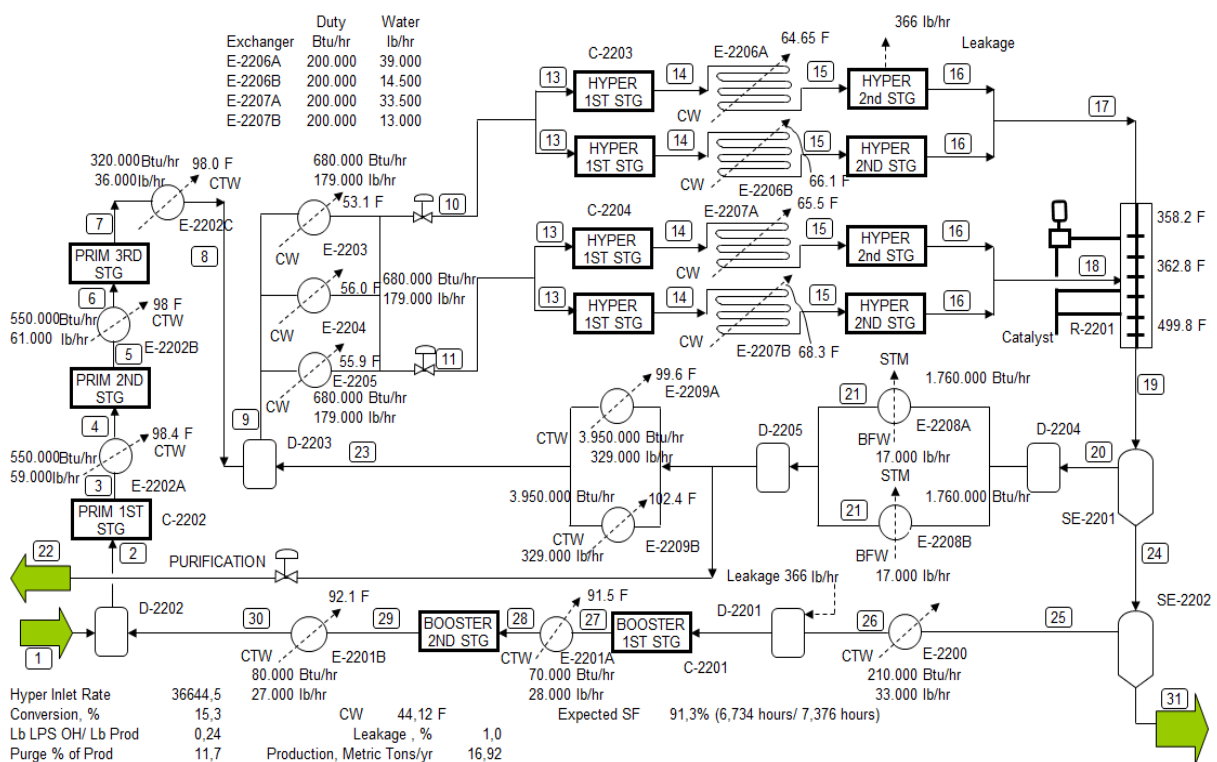 Duty Water
Exchanger Btu/hr lb/hr
E-2206A 200.000 39.000
E-2206B 200.000 14.500
E-2207A 200.000 33.500
E-2207B 200.000 13.000
320.000Btu/hr
36.000lb/hr
98.0 F
CTW
E-2202C
7
8
PRIM 3RD
STG
6
550.000Btu/hr
61.000 lb/hr
98 F
CTW
E-2202B
5
PRIM 2ND
STG
4
98.4 F
CTW
550.000Btu/hr
59.000lb/hr
E-2202A
3
PRIM 1ST
STG
C-2202
2
680.000 Btu/hr
179.000 lb/hr
53.1 F
E-2203
CW
56.0 F
E-2204
CW
680.000 Btu/hr
179.000 lb/hr
55.9 F
E-2205
CW
680.000 Btu/hr
179.000 lb/hr
9
D-2203
10
11
C-2203
13
HYPER
1ST STG
14
E-2206A
64.65 F
CW
15
366 lb/hr
Leakage
HYPER
2nd STG
16
17
13
HYPER
1ST STG
14
CW
E-2206B
66.1 F
15
HYPER
2ND STG
16
C-2204
13
HYPER
1ST STG
14
E-2207A
65.5 F
CW
15
HYPER
2nd STG
16
13
HYPER
1ST STG
14
CW
E-2207B
68.3 F
15
HYPER
2ND STG
16
18
358.2 F
362.8 F
499.8 F
Catalyst
R-2201
19
23
99.6 F
E-2209A
CTW
3.950.000 Btu/hr
329.000 lb/hr
3.950.000 Btu/hr
102.4 F
CTW
E-2209B
329.000 lb/hr
D-2205
STM
1.760.000 Btu/hr
21
E-2208A
BFW
17.000 lb/hr
STM
1.760.000 Btu/hr
21
E-2208B
BFW
17.000 lb/hr
D-2204
20
SE-2201
24
22
PURIFICATION
Leakage 366 lb/hr
D-2202
1
30
92.1 F
CTW
E-2201B
80.000 Btu/hr
27.000 lb/hr
29
BOOSTER
2ND STG
28
91.5 F
CTW
E-2201A
70.000 Btu/hr
28.000 lb/hr
27
BOOSTER
1ST STG
C-2201
D-2201
26
CTW
E-2200
210.000 Btu/hr
33.000 lb/hr
25
SE-2202
31
Hyper Inlet Rate 36644,5
Conversion, % 15,3 CW 44,12 F Expected SF 91,3% (6,734 hours/ 7,376 hours)
Lb LPS OH/ Lb Prod 0,24 Leakage , % 1,0
Purge % of Prod 11,7 Production, Metric Tons/yr 16,92